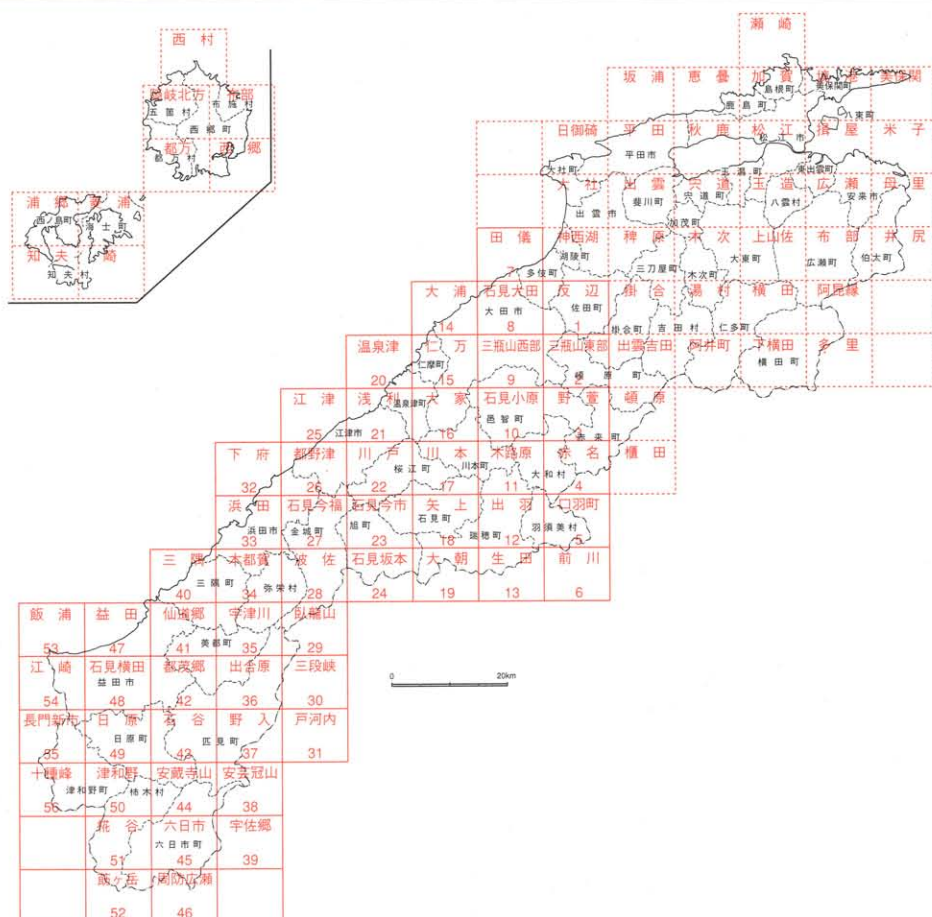 瀬崎
西村
坂浦 恵曇 加賀 美保関
島根町 美保関町
鹿島町
隠岐北方
五箇村 布施村
八束町
西郷町
日御碕 平田 秋鹿 松江 揖屋 米子
都万 西郷
松江市
都万村
平田市
大社町 玉湯町 東出雲町
大社 出雲 宍道 玉造 広瀬 母里
浦郷
西ノ島町 海士町
斐川町 宍道町 八雲村 安来市
出雲市
加茂町
田儀 神西湖 稗原 木次 上山佐 布部 井尻
知夫 崎
湖陵町 大東町 伯太町
7 多伎町 三刀屋町 木次町 広瀬町
知夫村
大浦 石見大田 反辺 掛合 湯村 横田 阿毘縁
大田市 佐田町
14 8 1 掛合町 吉田村 仁多町
温泉津 仁万 三瓶山西部 三瓶山東部 出雲吉田 阿井町 下横田 多里
仁摩町
20 15 9 2 頓原町 横田町
江津 浅利 大家 石見小原 野萱 頓原
温泉津町 邑智町
25 江津市 21 16 10 3 赤来町
下府 都野津 川戸 川本 木路原 赤名 櫃田
桜江町 川本町 大和村
32 26 22 17 11 4
浜田 石見今福 石見今市 矢上 出羽 口羽町
浜田市 金城町 旭町 石見町 羽須美村
33 27 23 18 瑞穂町 12 5
三隅 木都賀 波佐 石見坂本 大朝 生田 前川
三隅町 弥栄村
40 34 28 24 19 13 6
飯浦 益田 仙道郷 宇津川 臥龍山
美都町
53 47 41 35 29
江崎 石見横田 都茂郷 出合原 三段峡
益田市
54 48 42 36 30
0 20km
長門新市 日原 石谷 野入 戸河内
日原町 匹見町
55 49 43 37 31
十種峰 津和野 安蔵寺山 安芸冠山
津和野町 柿木村
56 50 44 38
椛谷 六日市 宇佐郷
六日市町
51 45 39
周防広瀬
52 46